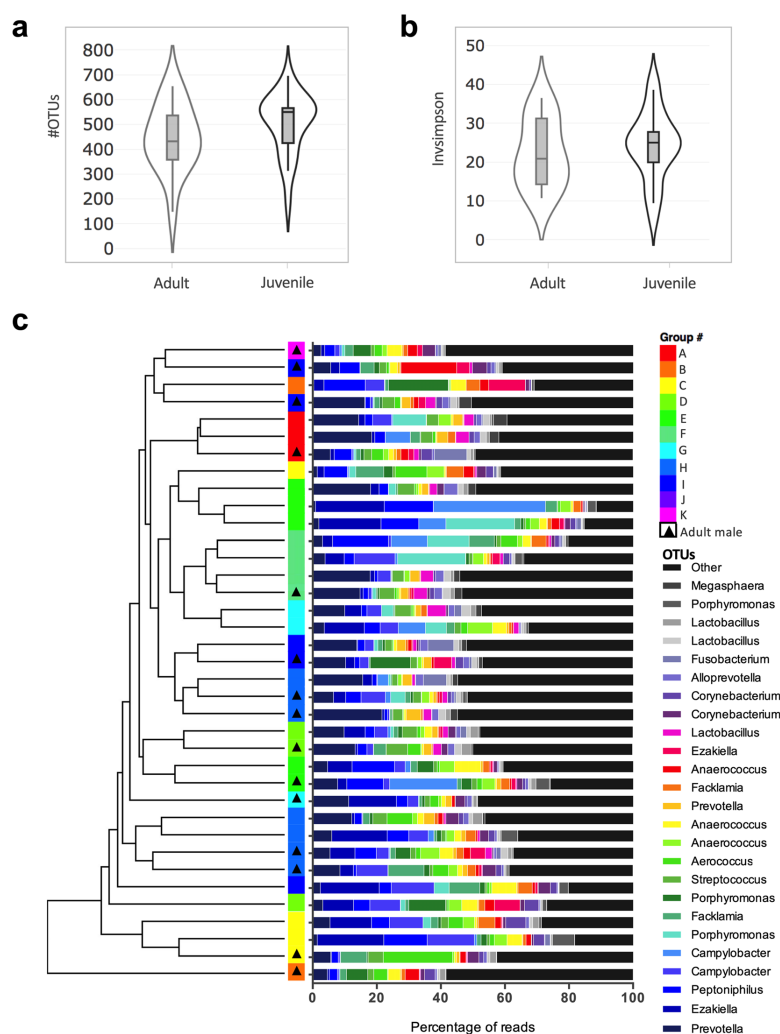 a
800
700
600
500
400
300
200
100
0
#OTUs
Adult
Juvenile
b
50
40
30
20
10
0
Invsimpson
Adult
Juvenile
c
0
20
40
60
80
100
Percentage of reads
Group #
A
B
C
D
E
F
G
H
I
J
K
Adult male
OTUs
Other
Megasphaera
Porphyromonas
Lactobacillus
Lactobacillus
Fusobacterium
Alloprevotella
Corynebacterium
Corynebacterium
Lactobacillus
Ezakiella
Anaerococcus
Facklamia
Prevotella
Anaerococcus
Anaerococcus
Aerococcus
Streptococcus
Porphyromonas
Facklamia
Porphyromonas
Campylobacter
Campylobacter
Peptoniphilus
Ezakiella
Prevotella